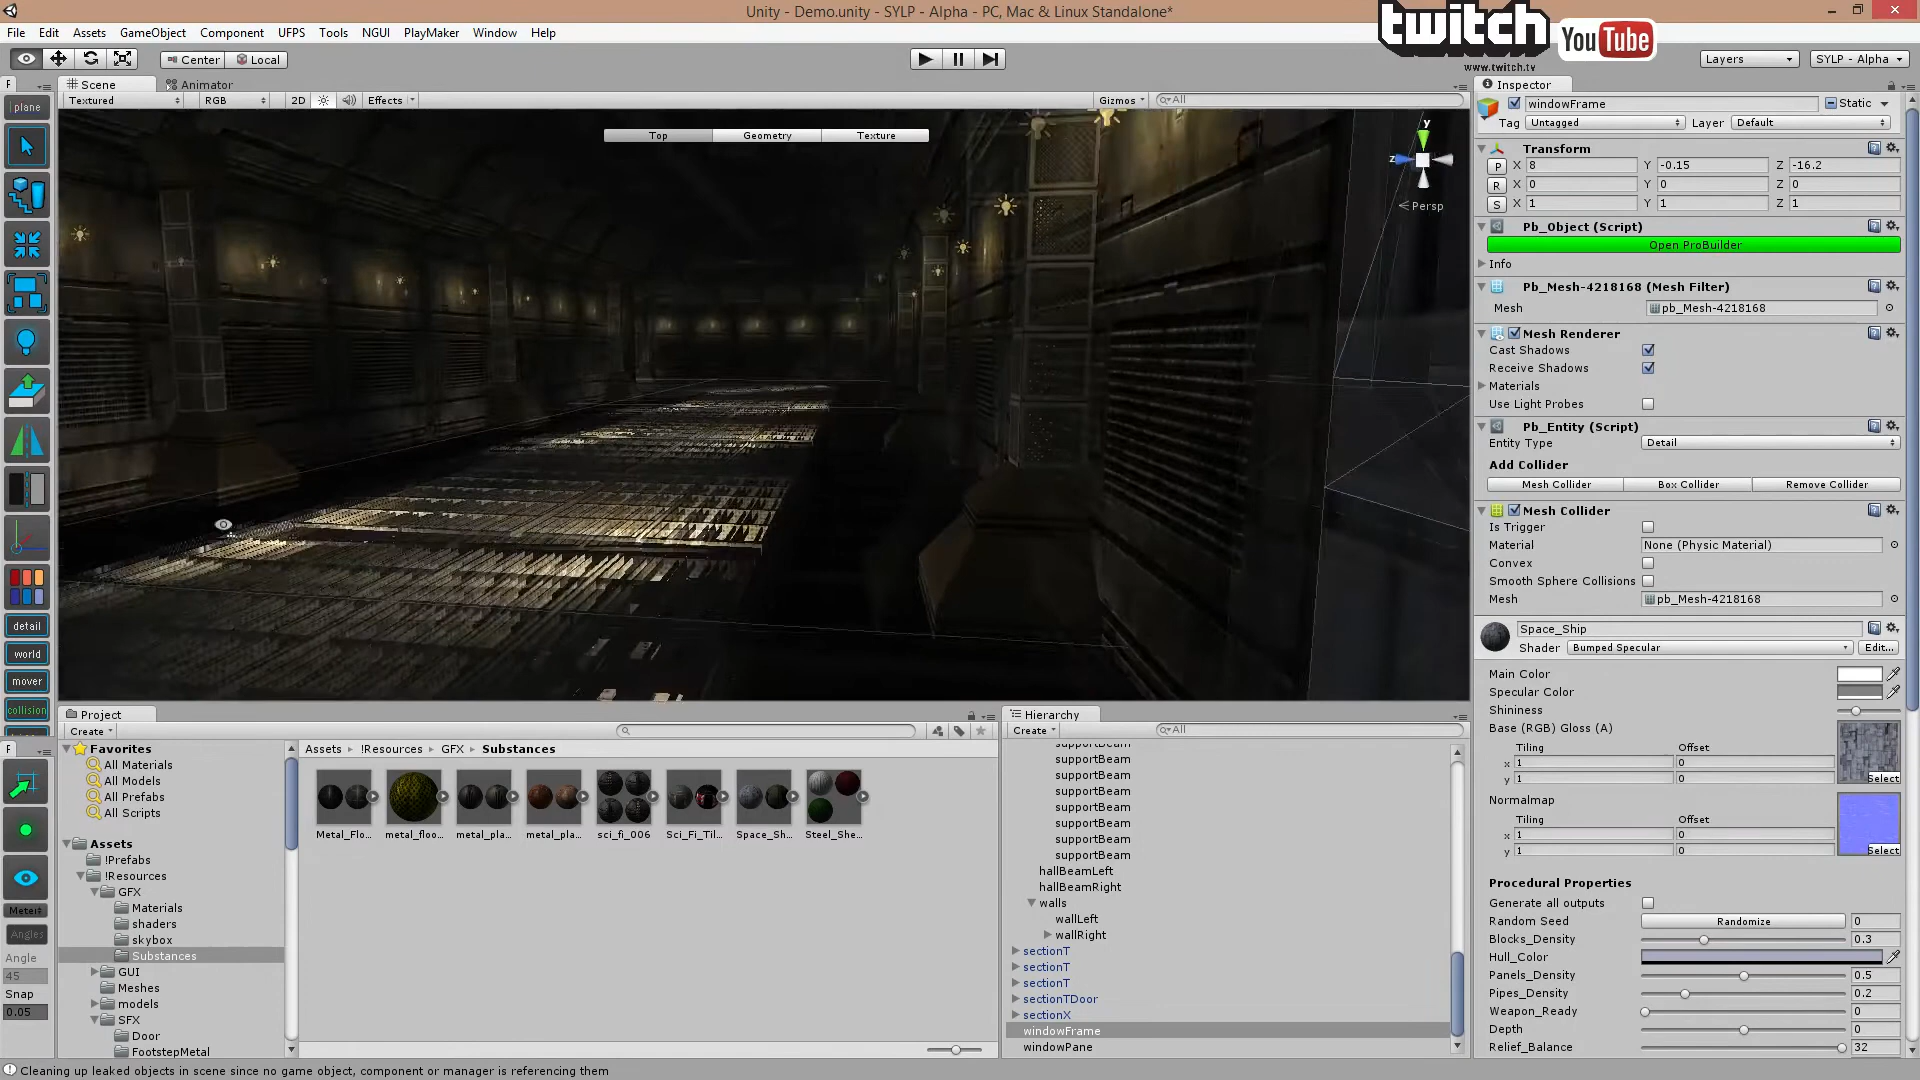 Unity - Demo.unity - SYLP - Alpha - PC, Mac & Linux Standalone*
twitch
www.twitch.tv
YouTube
File Edit Assets GameObject Component UFPS Tools NGUI PlayMaker Window Help
Center Local
Layers
SYLP - Alpha
Scene Animator
Textured RGB 2D Effects Gizmos All
Top Geometry Texture
y
z
Persp
plane
detail
world
mover
collision
Meter
Angles
Angle
45
Snap
0.05
Project
Create
Favorites
All Materials
All Models
All Prefabs
All Scripts
Assets
!Prefabs
!Resources
GFX
Materials
shaders
skybox
Substances
GUI
Meshes
models
SFX
Door
FootstepMetal
Assets !Resources GFX Substances
Metal_Flo... metal_floo... metal_pla... metal_pla... sci_fi_006 Sci_Fi_Til... Space_Sh... Steel_She...
Hierarchy
Create All
supportBeam
supportBeam
supportBeam
supportBeam
supportBeam
supportBeam
supportBeam
supportBeam
hallBeamLeft
hallBeamRight
walls
wallLeft
wallRight
sectionT
sectionT
sectionT
sectionTDoor
sectionX
windowFrame
windowPane
Inspector
windowFrame Static
Tag Untagged Layer Default
Transform
P X 8 Y -0.15 Z -16.2
R X 0 Y 0 Z 0
S X 1 Y 1 Z 1
Pb_Object (Script)
Open ProBuilder
Info
Pb_Mesh-4218168 (Mesh Filter)
Mesh pb_Mesh-4218168
Mesh Renderer
Cast Shadows
Receive Shadows
Materials
Use Light Probes
Pb_Entity (Script)
Entity Type Detail
Add Collider
Mesh Collider Box Collider Remove Collider
Mesh Collider
Is Trigger
Material None (Physic Material)
Convex
Smooth Sphere Collisions
Mesh pb_Mesh-4218168
Space_Ship
Shader Bumped Specular Edit...
Main Color
Specular Color
Shininess
Base (RGB) Gloss (A)
Tiling Offset
x 1 0
y 1 0
Select
Normalmap
Tiling Offset
x 1 0
y 1 0
Select
Procedural Properties
Generate all outputs
Random Seed Randomize 0
Blocks_Density 0.3
Hull_Color
Panels_Density 0.5
Pipes_Density 0.2
Weapon_Ready 0
Depth 0
Relief_Balance 32
Cleaning up leaked objects in scene since no game object, component or manager is referencing them